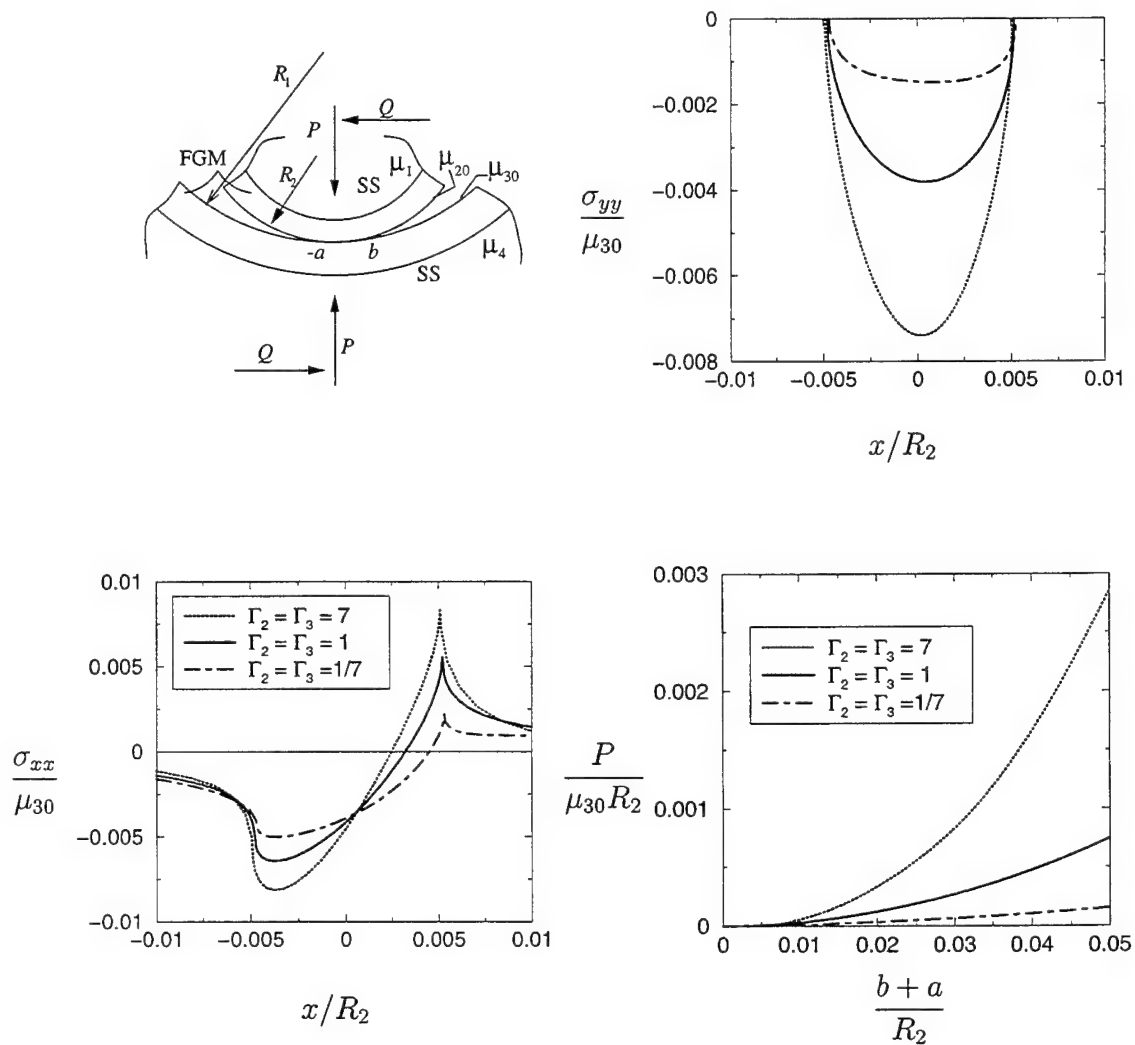 R₁
Q
P
FGM
R₂
μ₁
μ₂₀
μ₃₀
SS
-a
b
μ₄
SS
Q
P
σyy
μ₃₀
0
−0.002
−0.004
−0.006
−0.008
−0.01
−0.005
0
0.005
0.01
x/R₂
σxx
μ₃₀
0.01
0.005
0
−0.005
−0.01
Γ₂ = Γ₃ = 7
Γ₂ = Γ₃ = 1
Γ₂ = Γ₃ =1/7
−0.01
−0.005
0
0.005
0.01
x/R₂
P
μ₃₀R₂
0.003
0.002
0.001
0
Γ₂ = Γ₃ = 7
Γ₂ = Γ₃ = 1
Γ₂ = Γ₃ =1/7
0
0.01
0.02
0.03
0.04
0.05
b + a
R₂